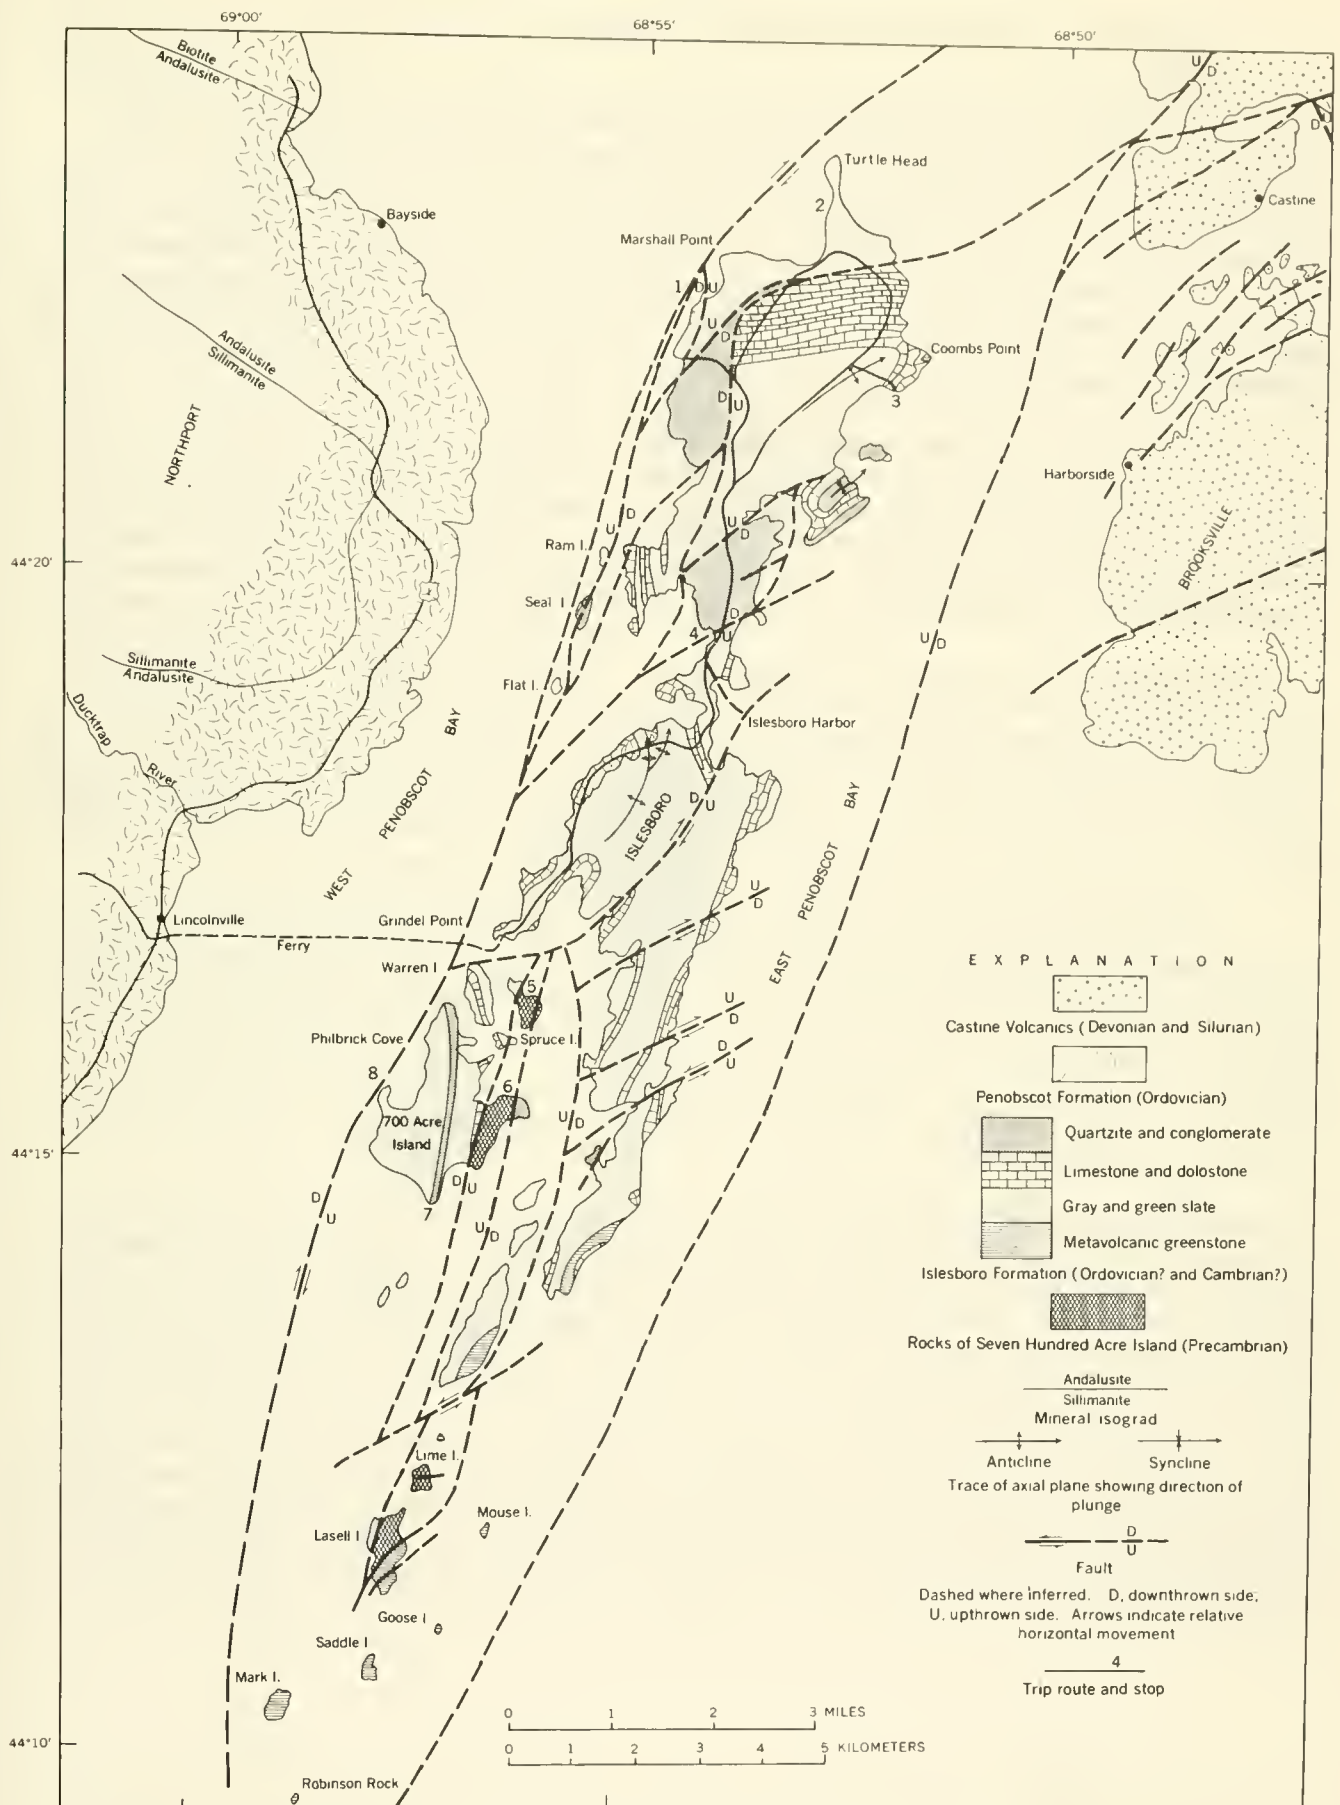 69°00'
68°55'
68°50'
Biotite
Andalusite
U
D
D
Turtle Head
2
Castine
Bayside
Marshall Point
1
D U
U
D
Andalusite
Sillimanite
Coombs Point
D
U
3
NORTHPORT
Harborside
U
D
U
D
Ram I.
BROOKSVILLE
44°20'
Seal I
D
4
U
U
D
Sillimanite
Andalusite
Flat I.
Ducktrap
River
Islesboro Harbor
BAY
PENOBSCOT
WEST
D
U
ISLESBORO
BAY
PENOBSCOT
EAST
U
D
Lincolnville
Grindel Point
Ferry
Warren I
5
U
D
Philbrick Cove
Spruce I.
D
U
8
6
700 Acre
Island
U
D
44°15'
D
U
7
D
U
U
D
Lime I.
Lasell I
Mouse I.
Goose I
Saddle I
Mark I.
44°10'
Robinson Rock
EXPLANATION
Castine Volcanics (Devonian and Silurian)
Penobscot Formation (Ordovician)
Quartzite and conglomerate
Limestone and dolostone
Gray and green slate
Metavolcanic greenstone
Islesboro Formation (Ordovician? and Cambrian?)
Rocks of Seven Hundred Acre Island (Precambrian)
Andalusite
Sillimanite
Mineral isograd
Anticline Syncline
Trace of axial plane showing direction of
plunge
D
U
Fault
Dashed where inferred. D, downthrown side;
U, upthrown side. Arrows indicate relative
horizontal movement
4
Trip route and stop
0 1 2 3 MILES
0 1 2 3 4 5 KILOMETERS